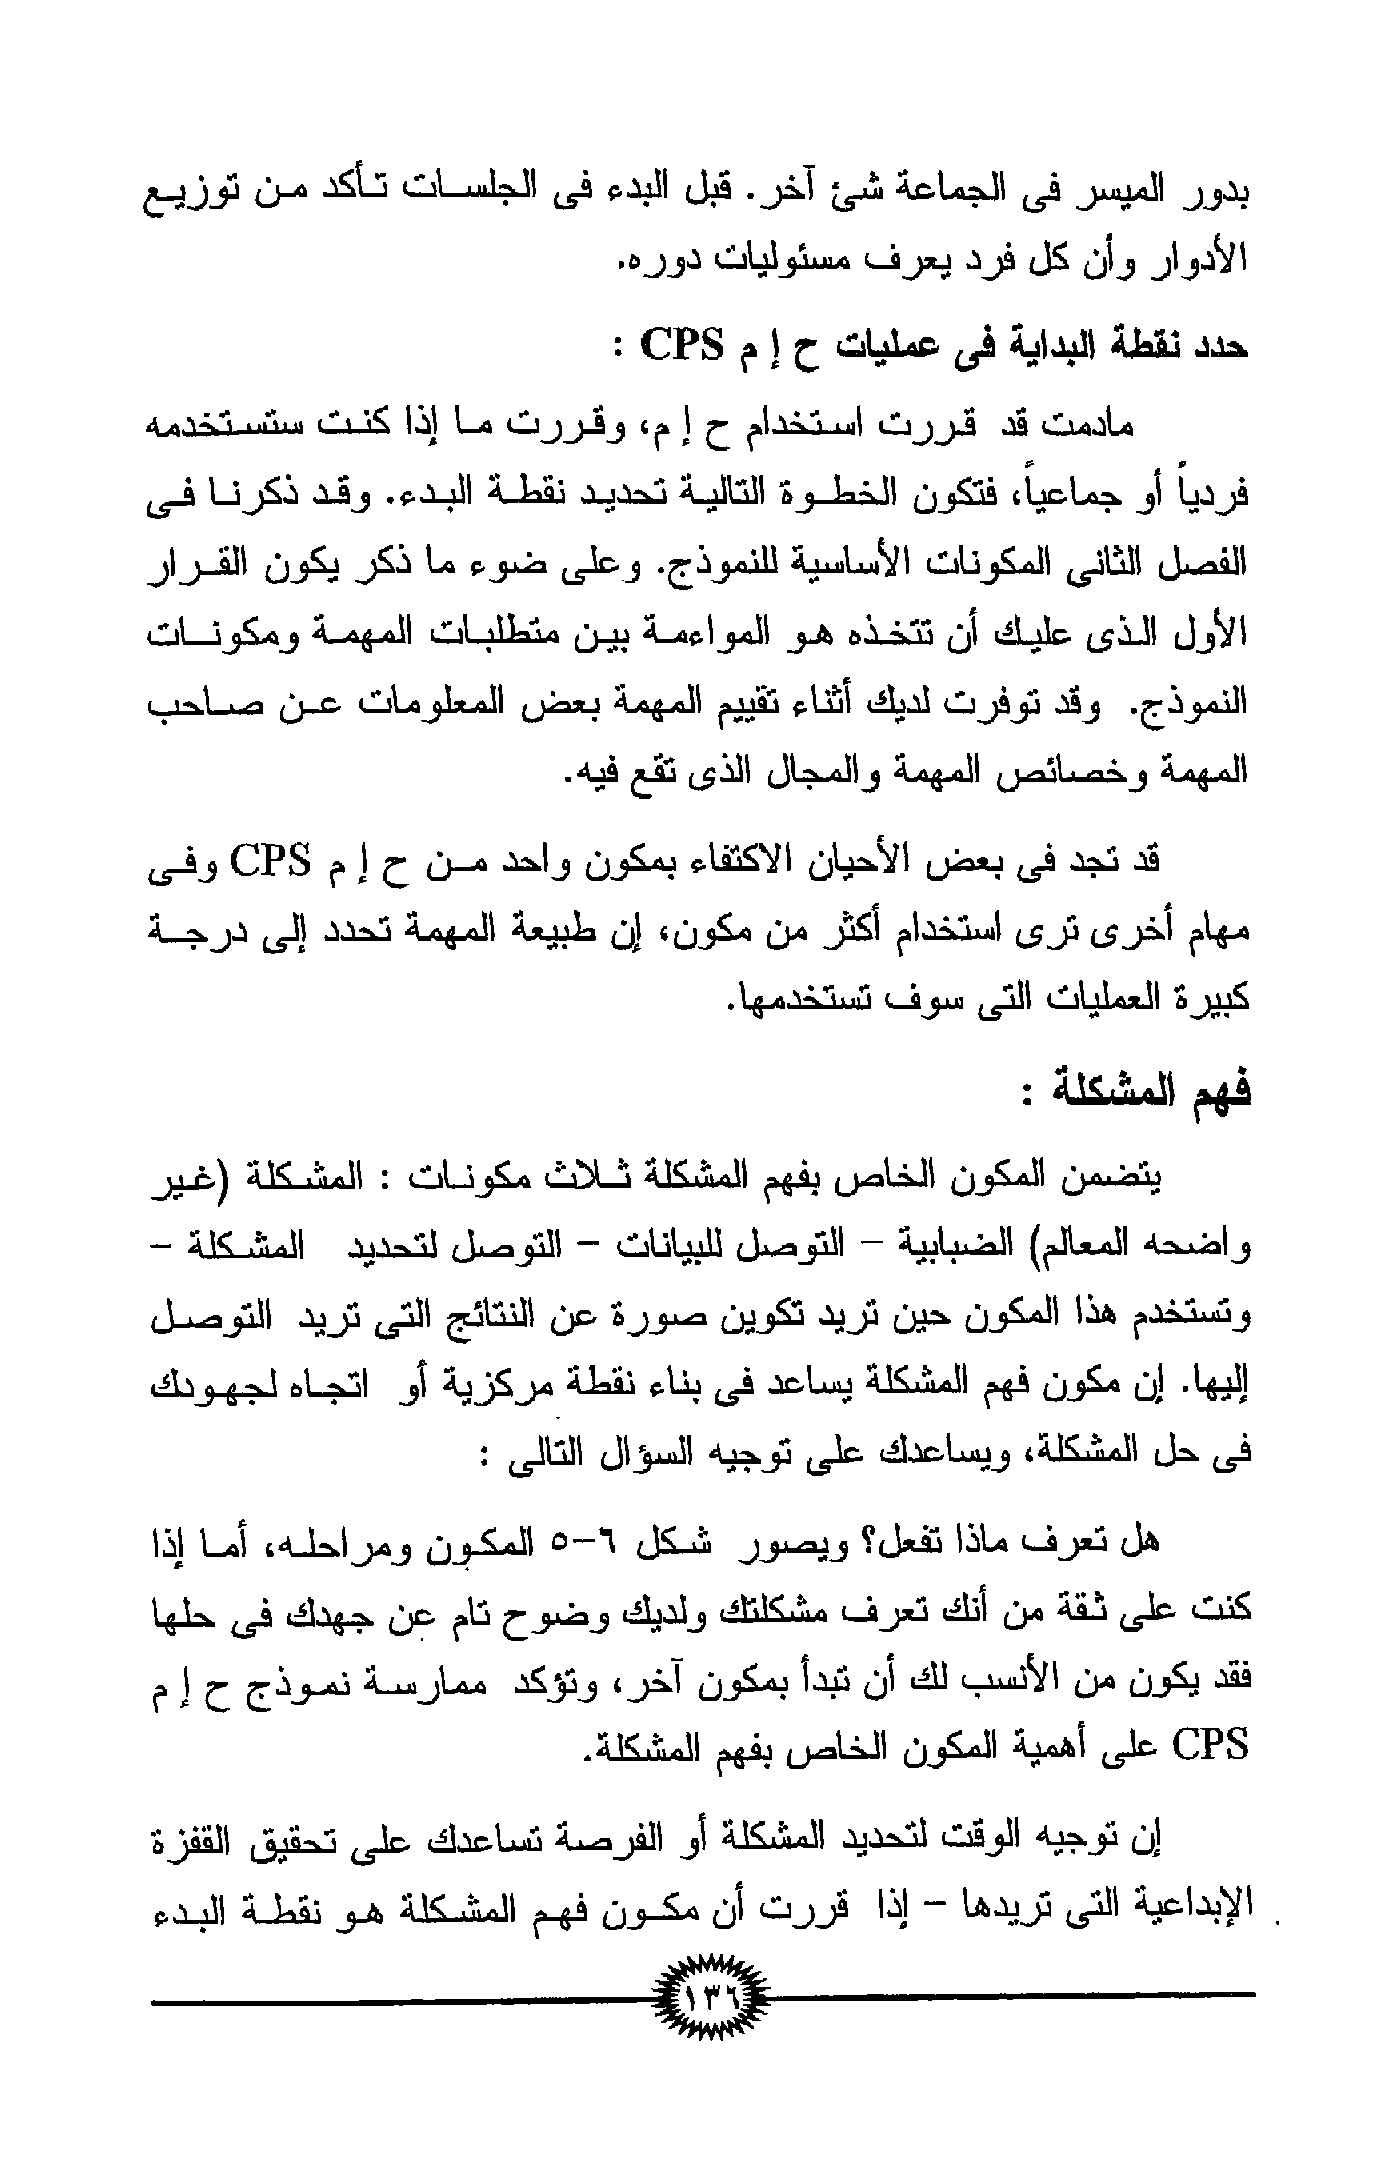 بدور الميسر فى الجماعة شئ آخر. قبل البدء فى الجلسات تأكد من توزيع
الأدوار وأن كل فرد يعرف مسئوليات دوره.
حدد نقطة البداية فى عمليات ح إ م CPS :
مادمت قد قررت استخدام ح إ م، وقررت ما إذا كنت ستستخدمه
فردياً أو جماعياً، فتكون الخطوة التالية تحديد نقطة البدء. وقد ذكرنا فى
الفصل الثانى المكونات الأساسية للنموذج. وعلى ضوء ما ذكر يكون القرار
الأول الذى عليك أن تتخذه هو المواءمة بين متطلبات المهمة ومكونات
النموذج. وقد توفرت لديك أثناء تقييم المهمة بعض المعلومات عن صاحب
المهمة وخصائص المهمة والمجال الذى تقع فيه.
قد تجد فى بعض الأحيان الاكتفاء بمكون واحد من ح إ م CPS وفى
مهام أخرى ترى استخدام أكثر من مكون، إن طبيعة المهمة تحدد إلى درجة
كبيرة العمليات التى سوف تستخدمها.
فهم المشكلة :
يتضمن المكون الخاص بفهم المشكلة ثلاث مكونات : المشكلة (غير
واضحه المعالم) الضبابية - التوصل للبيانات - التوصل لتحديد المشكلة -
وتستخدم هذا المكون حين تريد تكوين صورة عن النتائج التى تريد التوصل
إليها. إن مكون فهم المشكلة يساعد فى بناء نقطة مركزية أو اتجاه لجهودك
فى حل المشكلة، ويساعدك على توجيه السؤال التالى :
هل تعرف ماذا تفعل؟ ويصور شكل ٦-٥ المكون ومراحله، أما إذا
كنت على ثقة من أنك تعرف مشكلتك ولديك وضوح تام عن جهدك فى حلها
فقد يكون من الأنسب لك أن تبدأ بمكون آخر، وتؤكد ممارسة نموذج ح إ م
CPS على أهمية المكون الخاص بفهم المشكلة.
إن توجيه الوقت لتحديد المشكلة أو الفرصة تساعدك على تحقيق القفزة
الإبداعية التى تريدها - إذا قررت أن مكون فهم المشكلة هو نقطة البدء
١٣٦